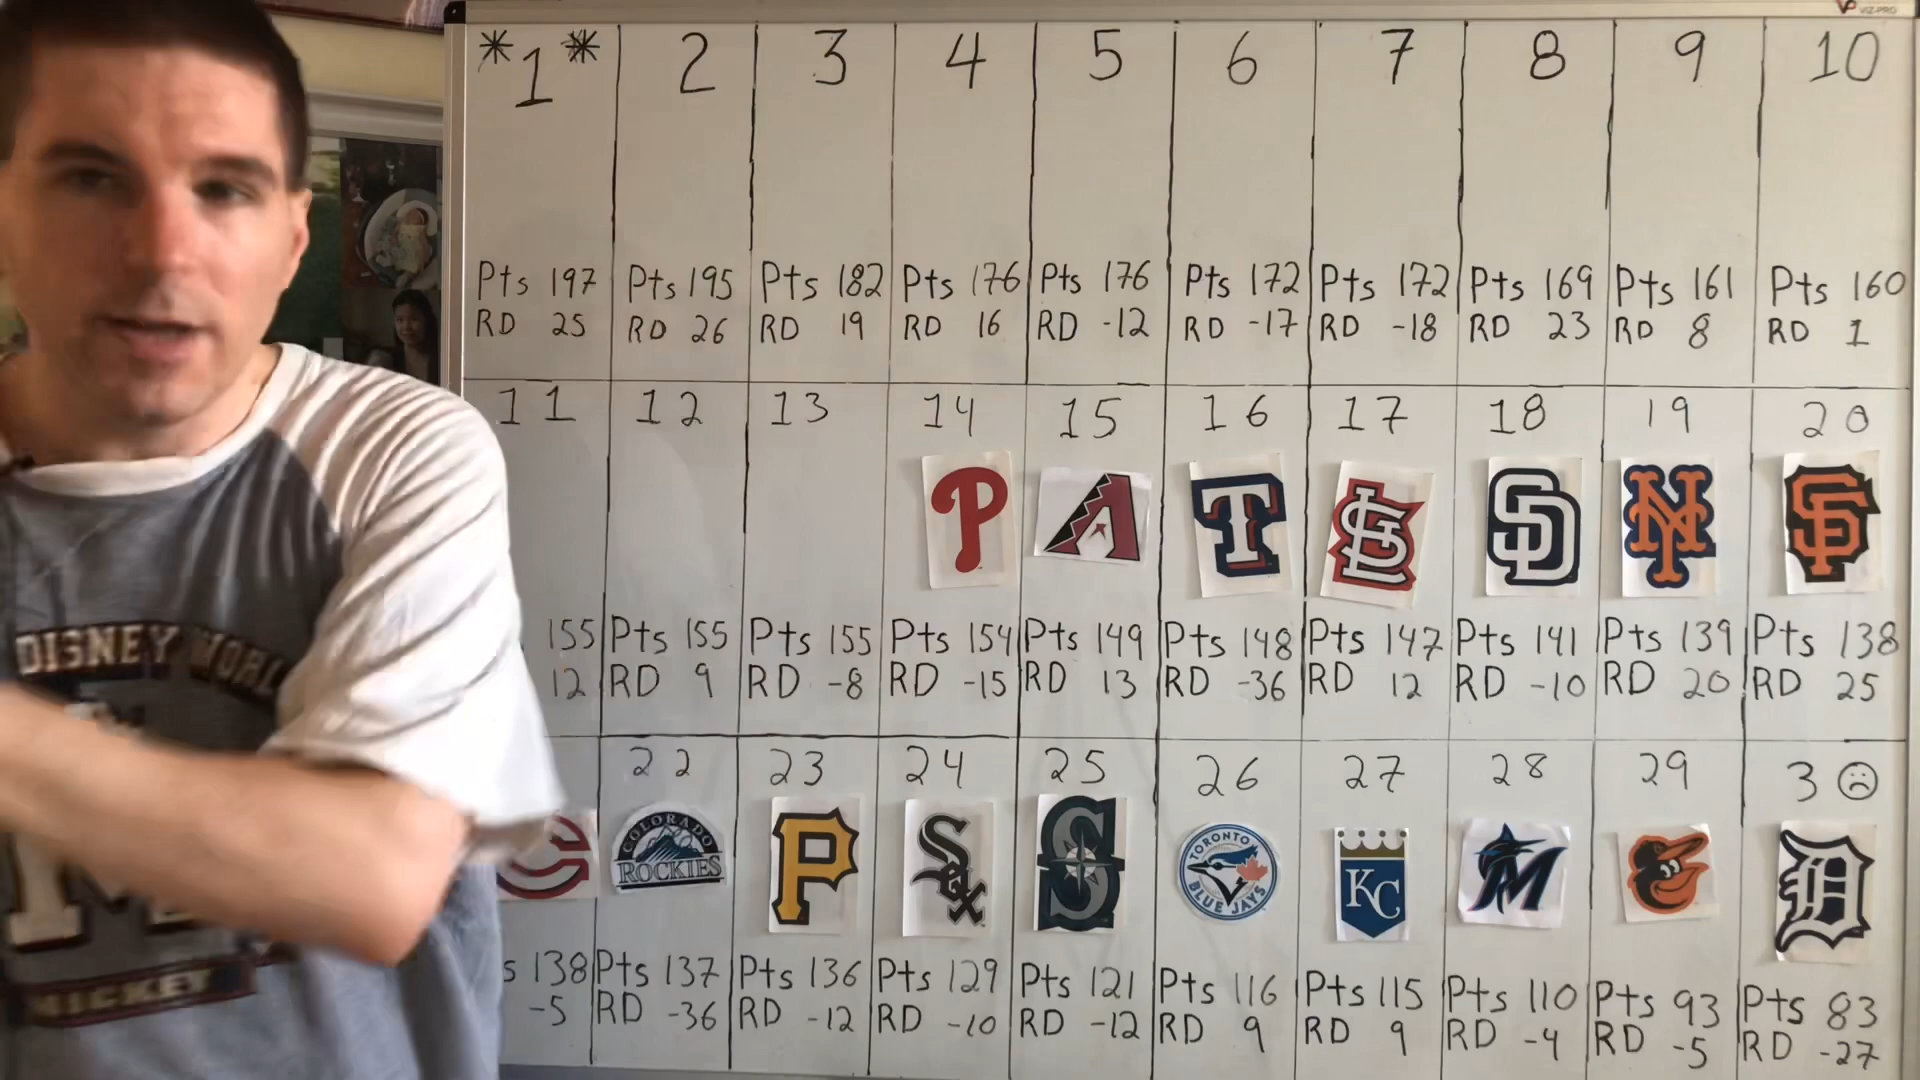 VIZ-PRO
*1* 2 3 4 5 6 7 8 9 10
Pts 197 Pts 195 Pts 182 Pts 176 Pts 176 Pts 172 Pts 172 Pts 169 Pts 161 Pts 160
RD 25 RD 26 RD 19 RD 16 RD -12 RD -17 RD -18 RD 23 RD 8 RD 1
11 12 13 14 15 16 17 18 19 20
P A T STL SD NY SF
155 Pts 155 Pts 155 Pts 154 Pts 149 Pts 148 Pts 147 Pts 141 Pts 139 Pts 138
12 RD 9 RD -8 RD -15 RD 13 RD -36 RD 12 RD -10 RD 20 RD 25
22 23 24 25 26 27 28 29 30
C COLORADO ROCKIES P Sox S TORONTO BLUE JAYS KC M D
s 138 Pts 137 Pts 136 Pts 129 Pts 121 Pts 116 Pts 115 Pts 110 Pts 93 Pts 83
-5 RD -36 RD -12 RD -10 RD -12 RD 9 RD 9 RD -4 RD -5 RD -27
DISNEY WORL
MICKEY